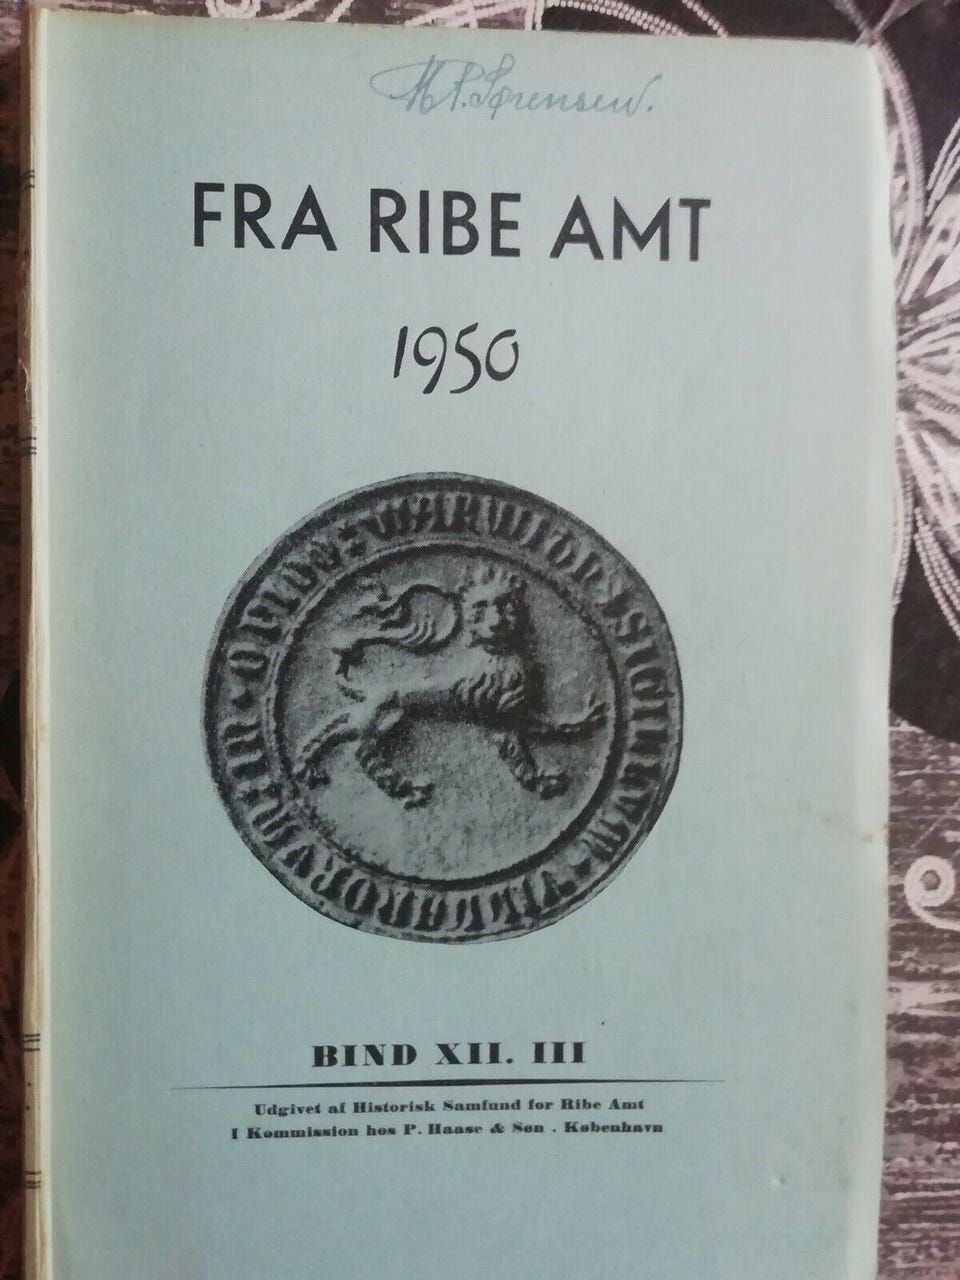 P. Sørensen.
FRA RIBE AMT
1950
BIND XII. III
Udgivet af Historisk Samfund for Ribe Amt
I Kommission hos P. Haase & Søn . København